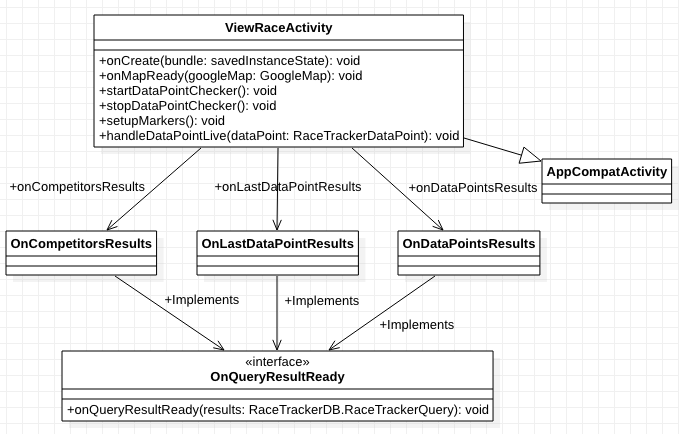 ViewRaceActivity
+onCreate(bundle: savedInstanceState): void
+onMapReady(googleMap: GoogleMap): void
+startDataPointChecker(): void
+stopDataPointChecker(): void
+setupMarkers(): void
+handleDataPointLive(dataPoint: RaceTrackerDataPoint): void
AppCompatActivity
+onCompetitorsResults
+onLastDataPointResults
+onDataPointsResults
OnCompetitorsResults
OnLastDataPointResults
OnDataPointsResults
+Implements
+Implements
+Implements
«interface»
OnQueryResultReady
+onQueryResultReady(results: RaceTrackerDB.RaceTrackerQuery): void